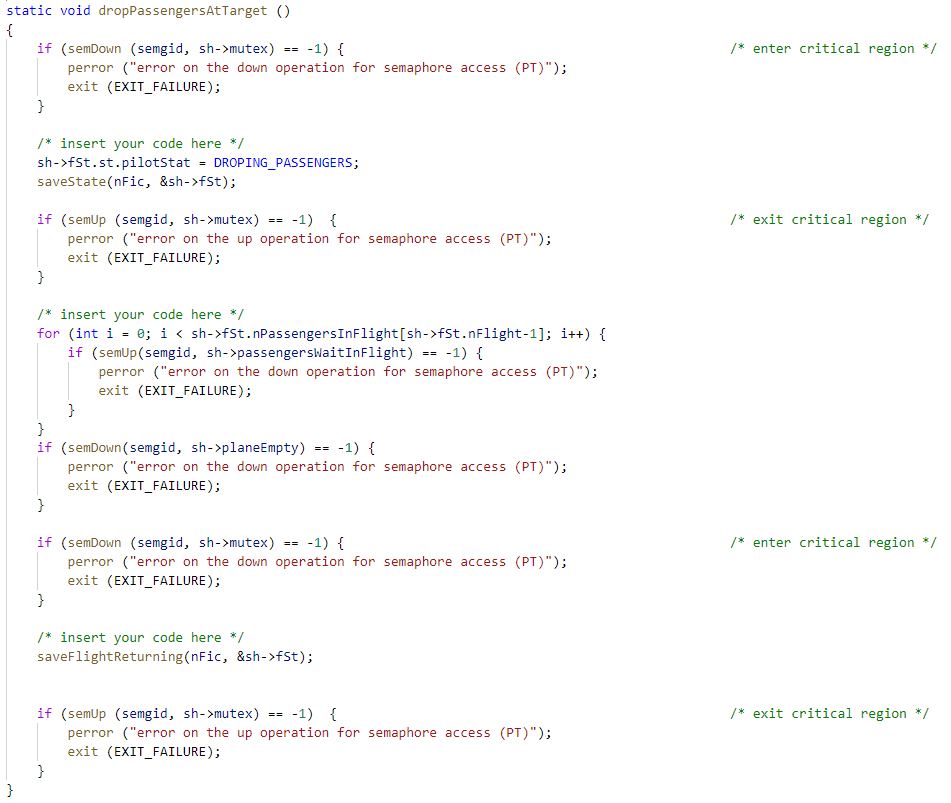 static void dropPassengersAtTarget ()
{
    if (semDown (semgid, sh->mutex) == -1) {                                                  /* enter critical region */
        perror ("error on the down operation for semaphore access (PT)");
        exit (EXIT_FAILURE);
    }

    /* insert your code here */
    sh->fSt.st.pilotStat = DROPING_PASSENGERS;
    saveState(nFic, &sh->fSt);

    if (semUp (semgid, sh->mutex) == -1)  {                                                   /* exit critical region */
        perror ("error on the up operation for semaphore access (PT)");
        exit (EXIT_FAILURE);
    }

    /* insert your code here */
    for (int i = 0; i < sh->fSt.nPassengersInFlight[sh->fSt.nFlight-1]; i++) {
        if (semUp(semgid, sh->passengersWaitInFlight) == -1) {
            perror ("error on the down operation for semaphore access (PT)");
            exit (EXIT_FAILURE);
        }
    }
    if (semDown(semgid, sh->planeEmpty) == -1) {
        perror ("error on the down operation for semaphore access (PT)");
        exit (EXIT_FAILURE);
    }

    if (semDown (semgid, sh->mutex) == -1) {                                                  /* enter critical region */
        perror ("error on the down operation for semaphore access (PT)");
        exit (EXIT_FAILURE);
    }

    /* insert your code here */
    saveFlightReturning(nFic, &sh->fSt);


    if (semUp (semgid, sh->mutex) == -1)  {                                                   /* exit critical region */
        perror ("error on the up operation for semaphore access (PT)");
        exit (EXIT_FAILURE);
    }
}